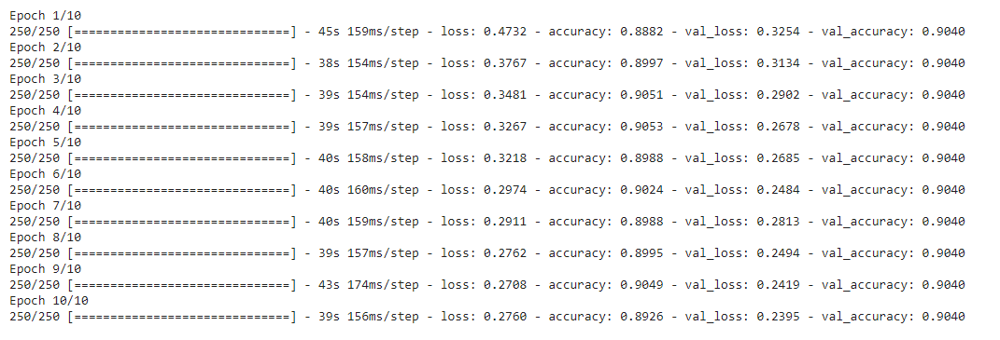 Epoch 1/10
250/250 [==============================] - 45s 159ms/step - loss: 0.4732 - accuracy: 0.8882 - val_loss: 0.3254 - val_accuracy: 0.9040
Epoch 2/10
250/250 [==============================] - 38s 154ms/step - loss: 0.3767 - accuracy: 0.8997 - val_loss: 0.3134 - val_accuracy: 0.9040
Epoch 3/10
250/250 [==============================] - 39s 154ms/step - loss: 0.3481 - accuracy: 0.9051 - val_loss: 0.2902 - val_accuracy: 0.9040
Epoch 4/10
250/250 [==============================] - 39s 157ms/step - loss: 0.3267 - accuracy: 0.9053 - val_loss: 0.2678 - val_accuracy: 0.9040
Epoch 5/10
250/250 [==============================] - 40s 158ms/step - loss: 0.3218 - accuracy: 0.8988 - val_loss: 0.2685 - val_accuracy: 0.9040
Epoch 6/10
250/250 [==============================] - 40s 160ms/step - loss: 0.2974 - accuracy: 0.9024 - val_loss: 0.2484 - val_accuracy: 0.9040
Epoch 7/10
250/250 [==============================] - 40s 159ms/step - loss: 0.2911 - accuracy: 0.8988 - val_loss: 0.2813 - val_accuracy: 0.9040
Epoch 8/10
250/250 [==============================] - 39s 157ms/step - loss: 0.2762 - accuracy: 0.8995 - val_loss: 0.2494 - val_accuracy: 0.9040
Epoch 9/10
250/250 [==============================] - 43s 174ms/step - loss: 0.2708 - accuracy: 0.9049 - val_loss: 0.2419 - val_accuracy: 0.9040
Epoch 10/10
250/250 [==============================] - 39s 156ms/step - loss: 0.2760 - accuracy: 0.8926 - val_loss: 0.2395 - val_accuracy: 0.9040